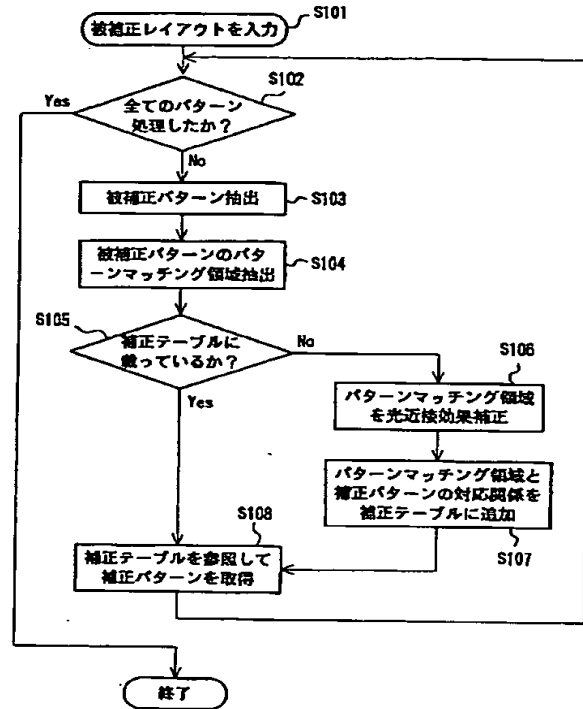 被補正レイアウトを入力
S101
S102
Yes
全てのパターン
処理したか？
No
被補正パターン抽出
S103
被補正パターンのパタ
ーンマッチング領域抽出
S104
S105
補正テーブルに
載っているか？
No
Yes
S106
パターンマッチング領域
を光近接効果補正
パターンマッチング領域と
補正パターンの対応関係を
補正テーブルに追加
S107
S108
補正テーブルを参照して
補正パターンを取得
終了